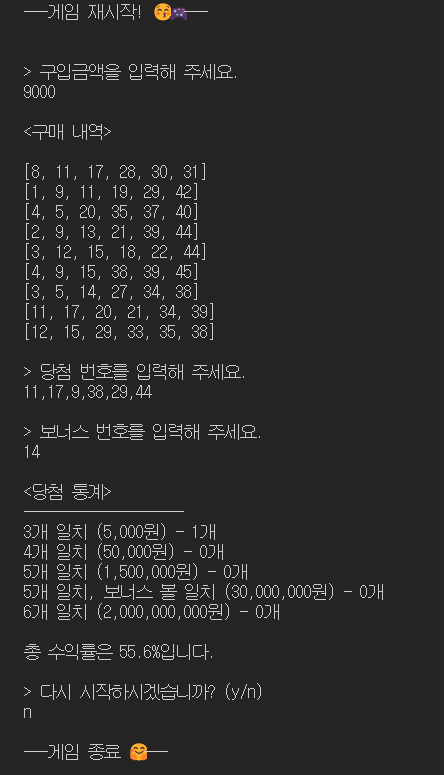 ──게임 재시작! 😚🎮──
> 구입금액을 입력해 주세요.
9000
<구매 내역>
[8, 11, 17, 28, 30, 31]
[1, 9, 11, 19, 29, 42]
[4, 5, 20, 35, 37, 40]
[2, 9, 13, 21, 39, 44]
[3, 12, 15, 18, 22, 44]
[4, 9, 15, 38, 39, 45]
[3, 5, 14, 27, 34, 38]
[11, 17, 20, 21, 34, 39]
[12, 15, 29, 33, 35, 38]
> 당첨 번호를 입력해 주세요.
11,17,9,38,29,44
> 보너스 번호를 입력해 주세요.
14
<당첨 통계>
────────────────
3개 일치 (5,000원) - 1개
4개 일치 (50,000원) - 0개
5개 일치 (1,500,000원) - 0개
5개 일치, 보너스 볼 일치 (30,000,000원) - 0개
6개 일치 (2,000,000,000원) - 0개
총 수익률은 55.6%입니다.
> 다시 시작하시겠습니까? (y/n)
n
──게임 종료 🤗──